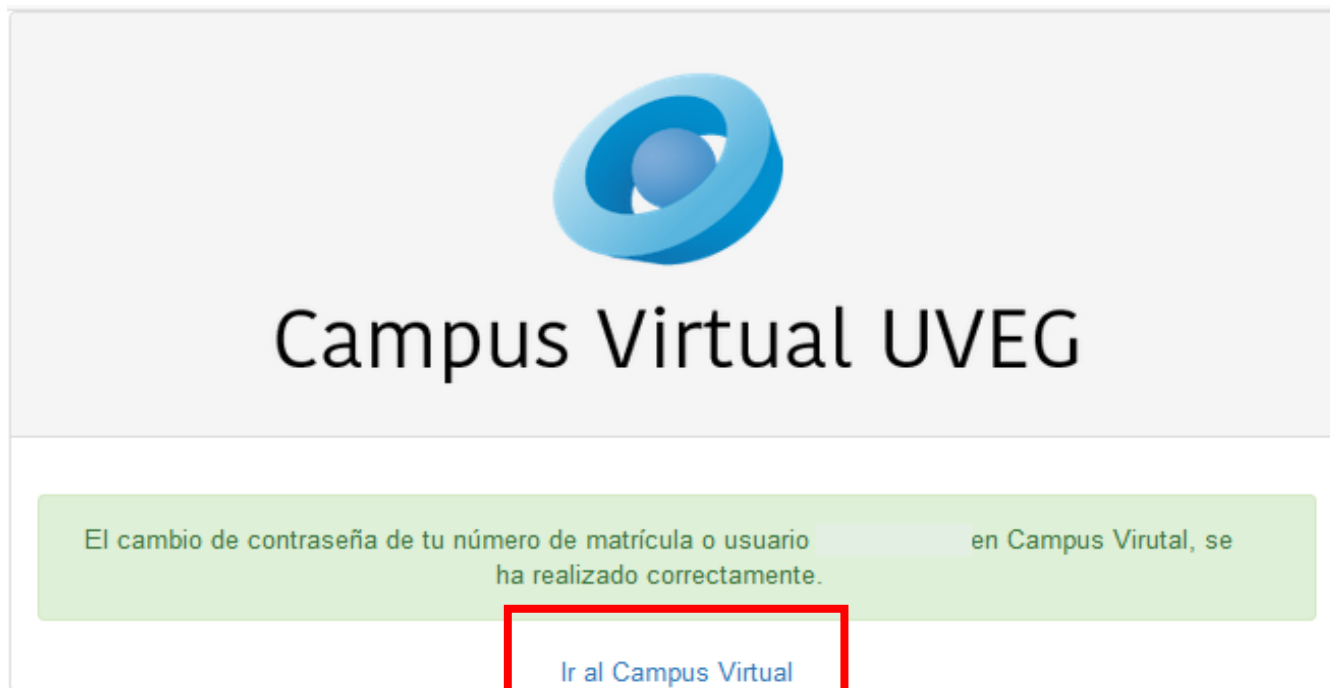 Campus Virtual UVEG
El cambio de contraseña de tu número de matrícula o usuario en Campus Virutal, se
ha realizado correctamente.
Ir al Campus Virtual